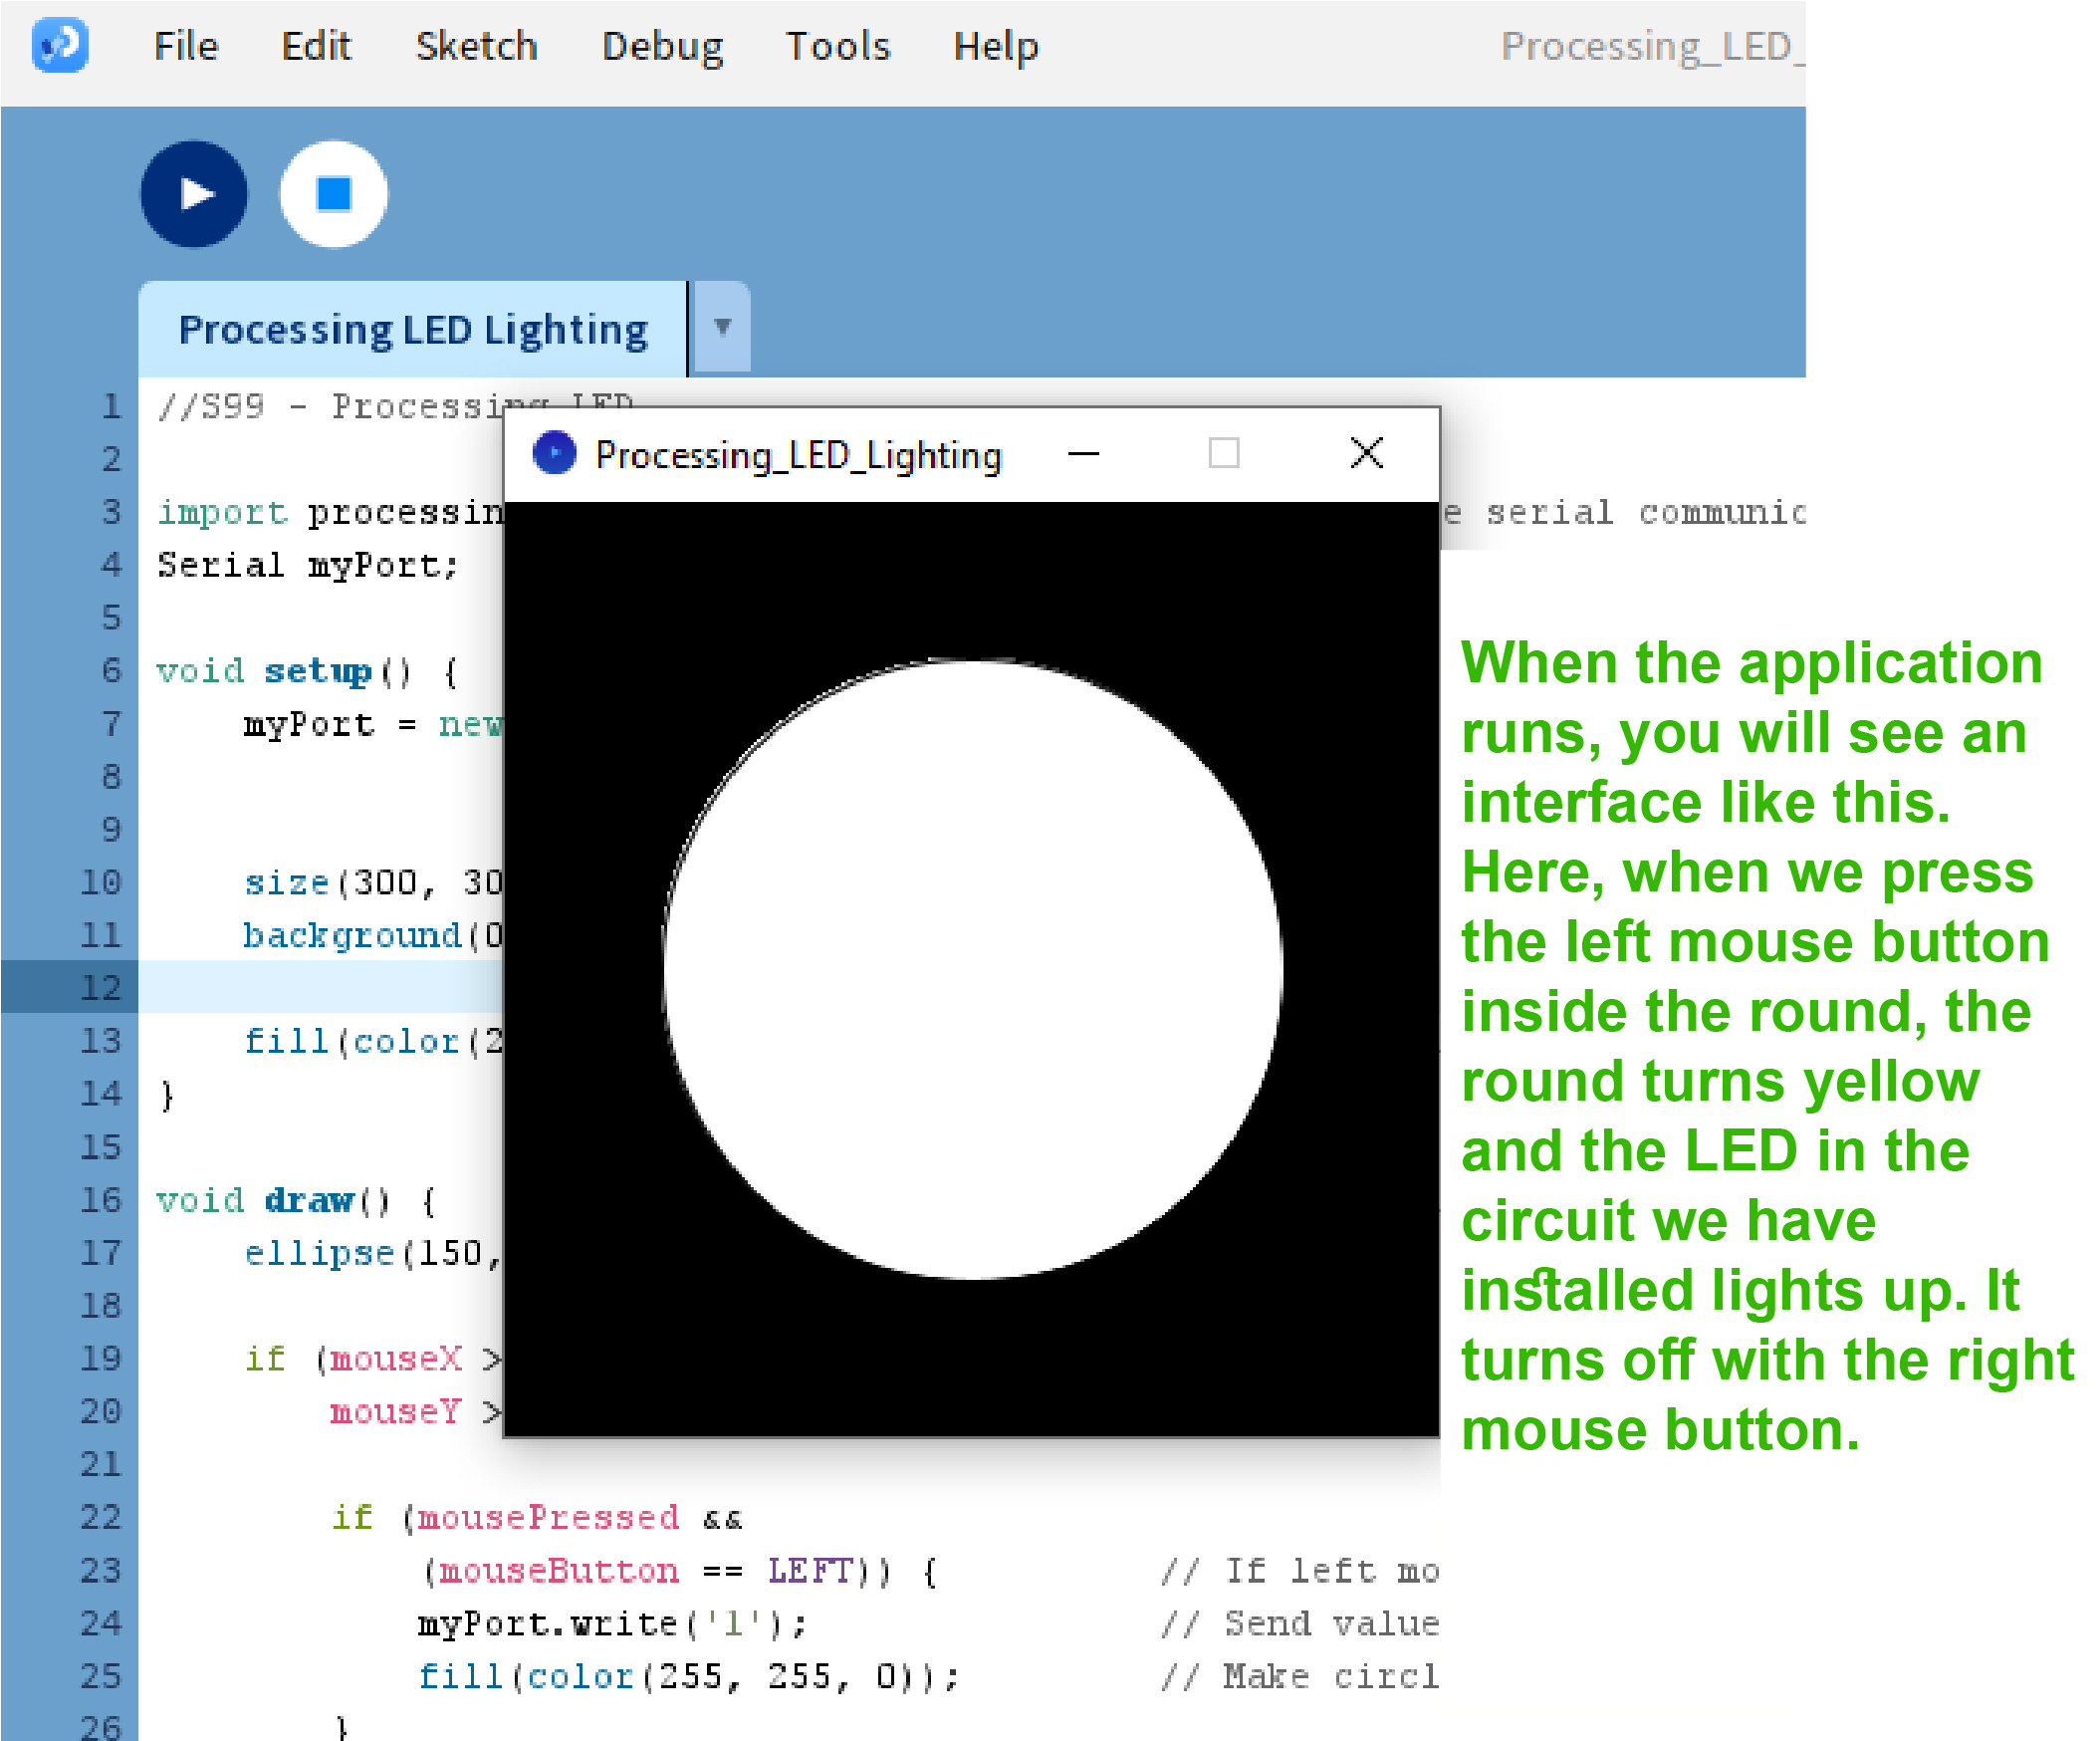 File Edit Sketch Debug Tools Help Processing_LED_
Processing LED Lighting ▼
1 //S99 - Processing LED
2
3 import processin e serial communic
4 Serial myPort;
5
6 void setup() {
7 myPort = new
8
9
10 size(300, 30
11 background(0
12
13 fill(color(2
14 }
15
16 void draw() {
17 ellipse(150,
18
19 if (mouseX >
20 mouseY >
21
22 if (mousePressed &&
23 (mouseButton == LEFT)) { // If left mo
24 myPort.write('1'); // Send value
25 fill(color(255, 255, 0)); // Make circl
26 }
Processing_LED_Lighting
When the application
runs, you will see an
interface like this.
Here, when we press
the left mouse button
inside the round, the
round turns yellow
and the LED in the
circuit we have
installed lights up. It
turns off with the right
mouse button.